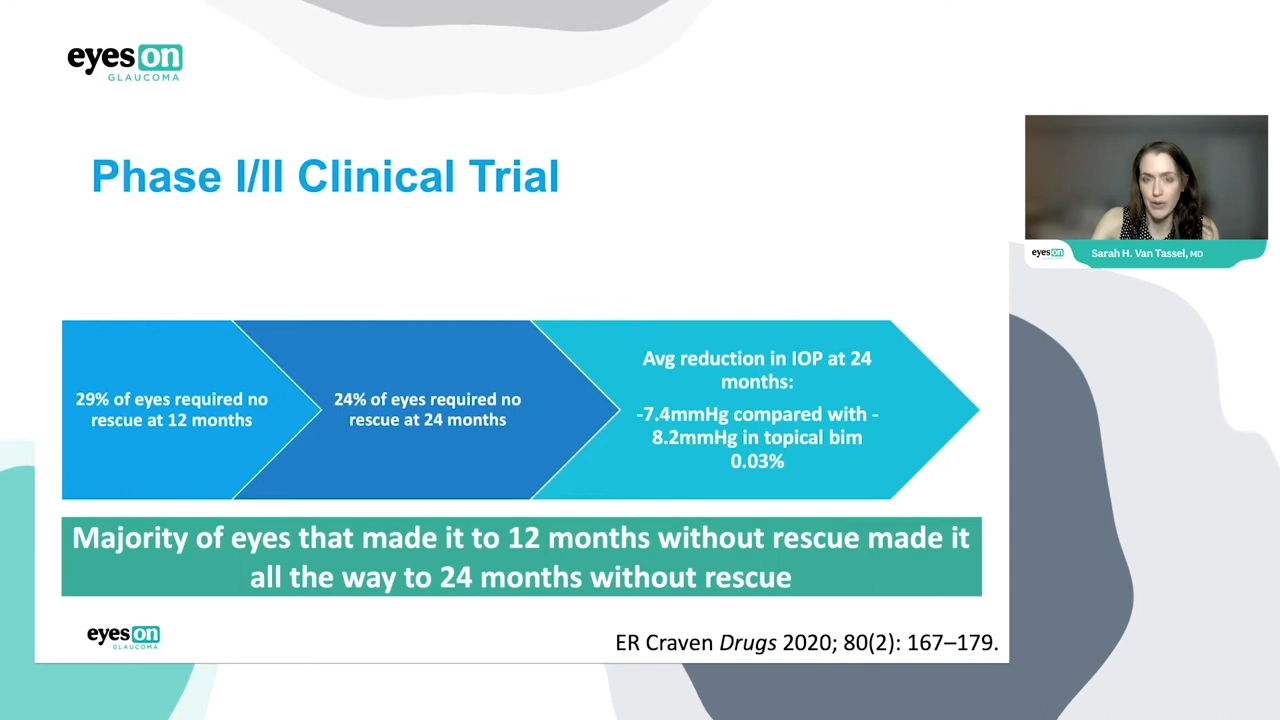 eyes on
GLAUCOMA
Phase I/II Clinical Trial
eyes on
Sarah H. Van Tassel, MD
29% of eyes required no
rescue at 12 months
24% of eyes required no
rescue at 24 months
Avg reduction in IOP at 24
months:
-7.4mmHg compared with -
8.2mmHg in topical bim
0.03%
Majority of eyes that made it to 12 months without rescue made it
all the way to 24 months without rescue
eyes on
GLAUCOMA
ER Craven Drugs 2020; 80(2): 167–179.